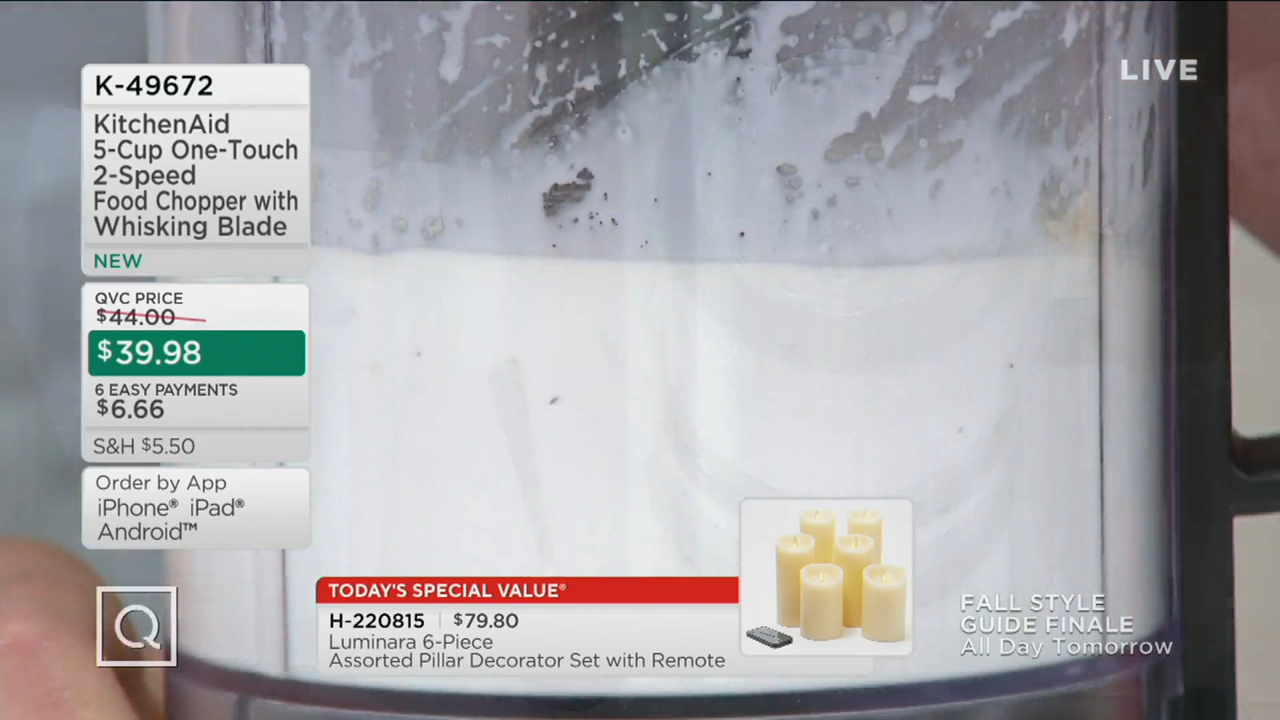 K-49672
KitchenAid
5-Cup One-Touch
2-Speed
Food Chopper with
Whisking Blade
NEW
QVC PRICE
$44.00
$39.98
6 EASY PAYMENTS
$6.66
S&H $5.50
Order by App
iPhone® iPad®
Android™
Q
LIVE
TODAY'S SPECIAL VALUE®
H-220815 | $79.80
Luminara 6-Piece
Assorted Pillar Decorator Set with Remote
FALL STYLE
GUIDE FINALE
All Day Tomorrow